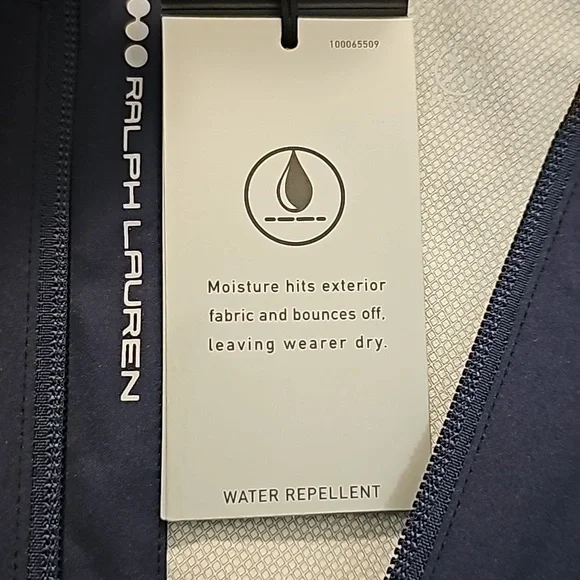 100065509
RALPH LAUREN
Moisture hits exterior
fabric and bounces off,
leaving wearer dry.
WATER REPELLENT